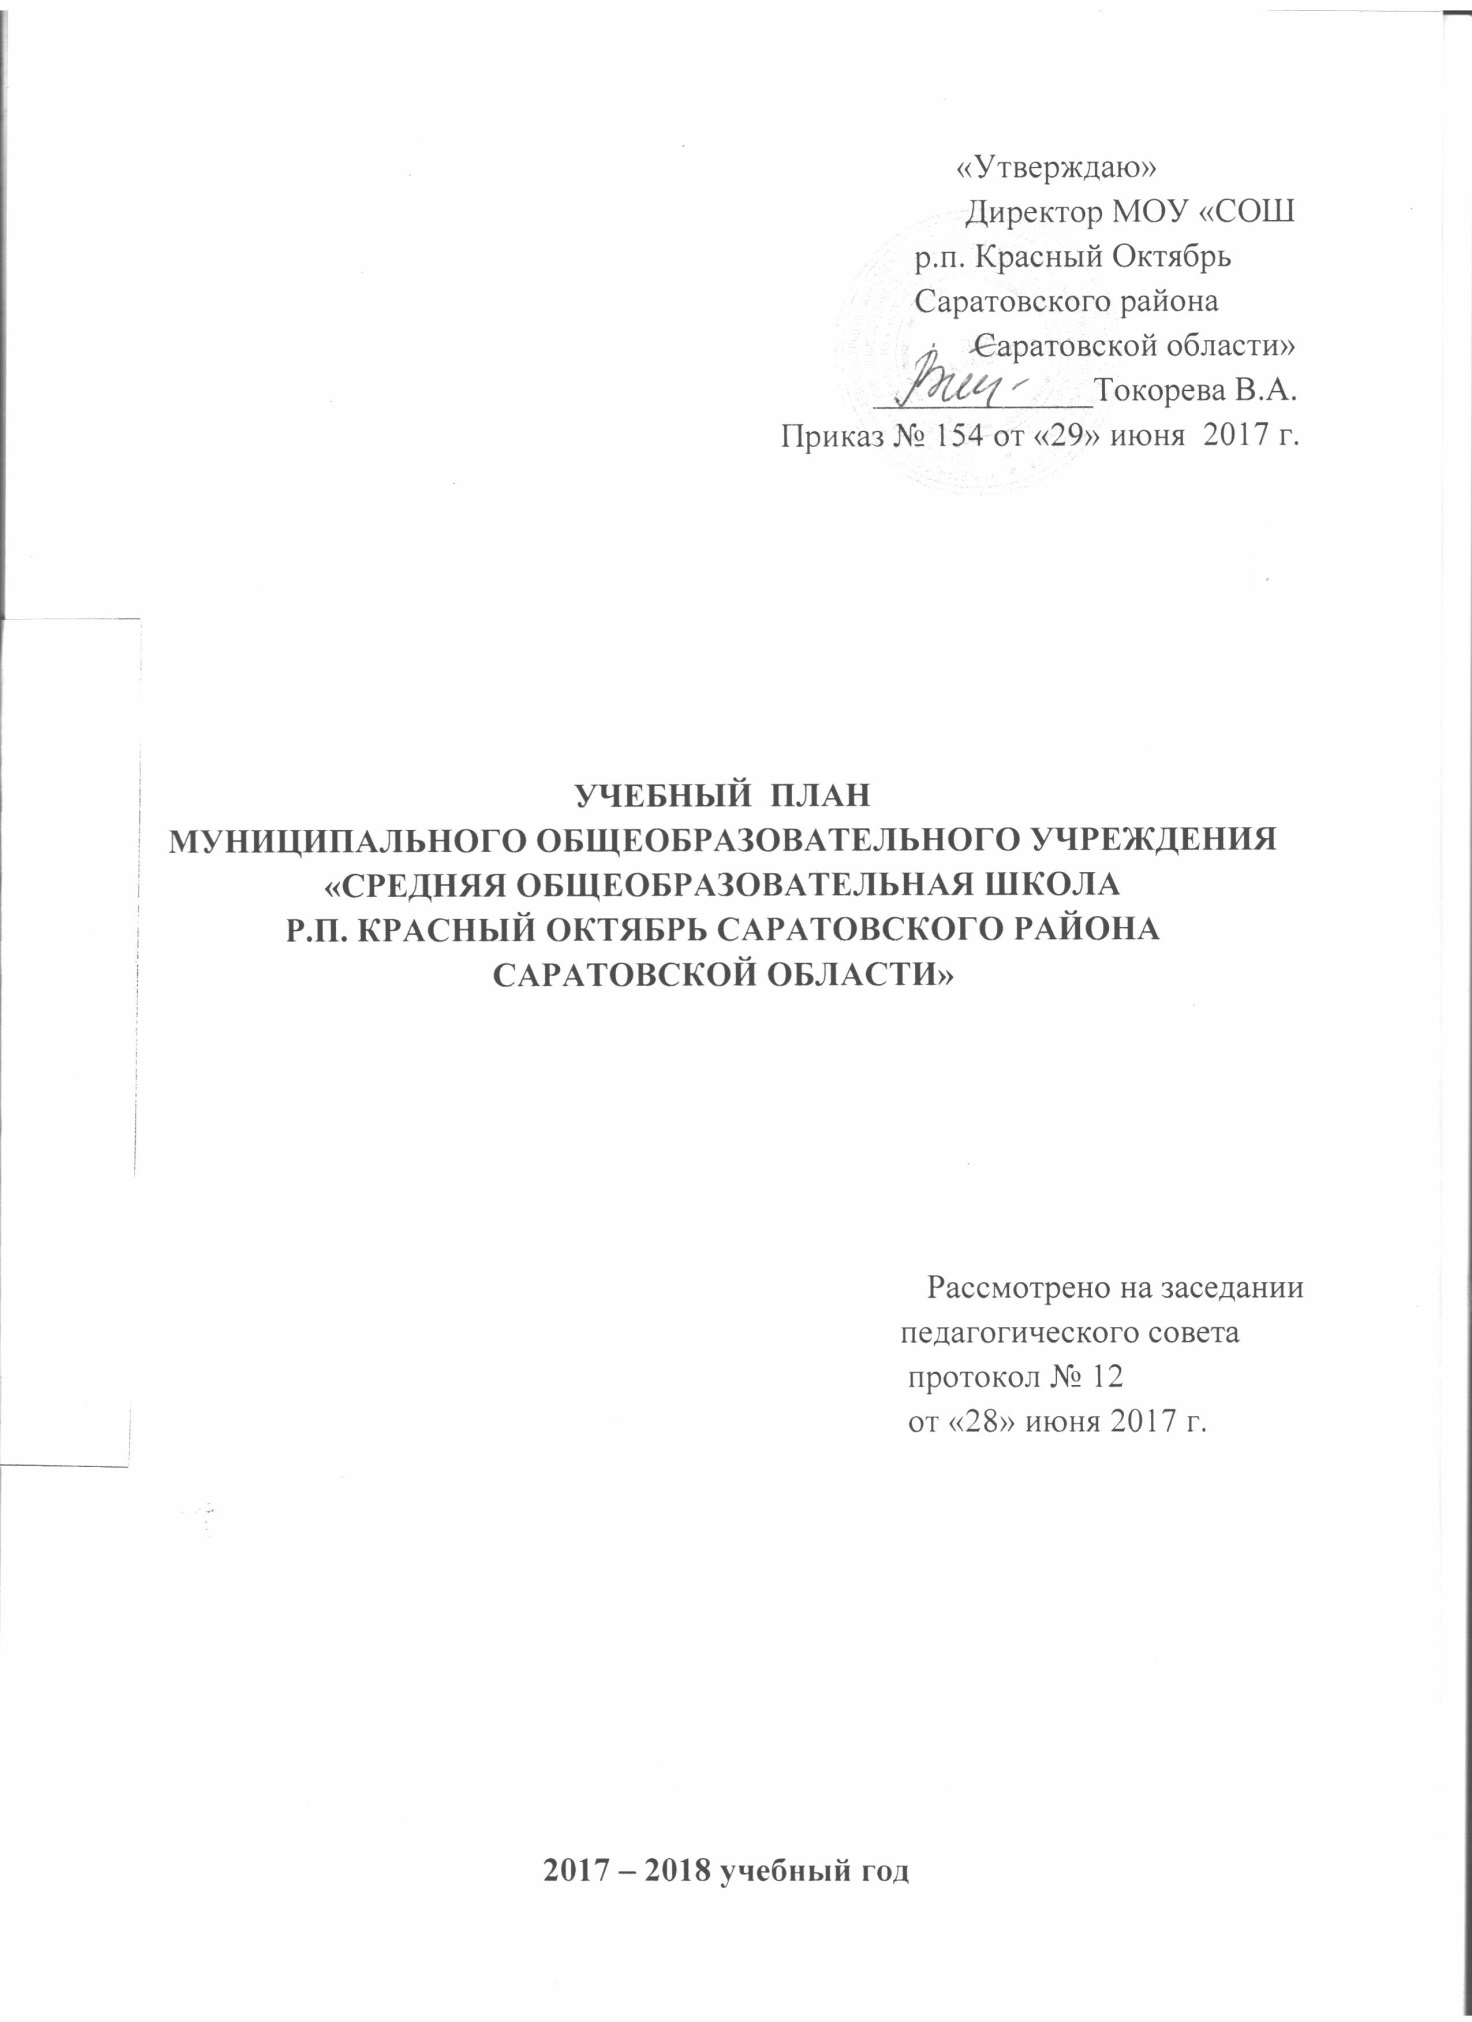 «Утверждаю»
Директор МОУ «СОШ
р.п. Красный Октябрь
Саратовского района
Саратовской области»
_____________Токорева В.А.
Приказ № 154 от «29» июня 2017 г.
УЧЕБНЫЙ ПЛАН
МУНИЦИПАЛЬНОГО ОБЩЕОБРАЗОВАТЕЛЬНОГО УЧРЕЖДЕНИЯ
«СРЕДНЯЯ ОБЩЕОБРАЗОВАТЕЛЬНАЯ ШКОЛА
Р.П. КРАСНЫЙ ОКТЯБРЬ САРАТОВСКОГО РАЙОНА
САРАТОВСКОЙ ОБЛАСТИ»
Рассмотрено на заседании
педагогического совета
протокол № 12
от «28» июня 2017 г.
2017 – 2018 учебный год